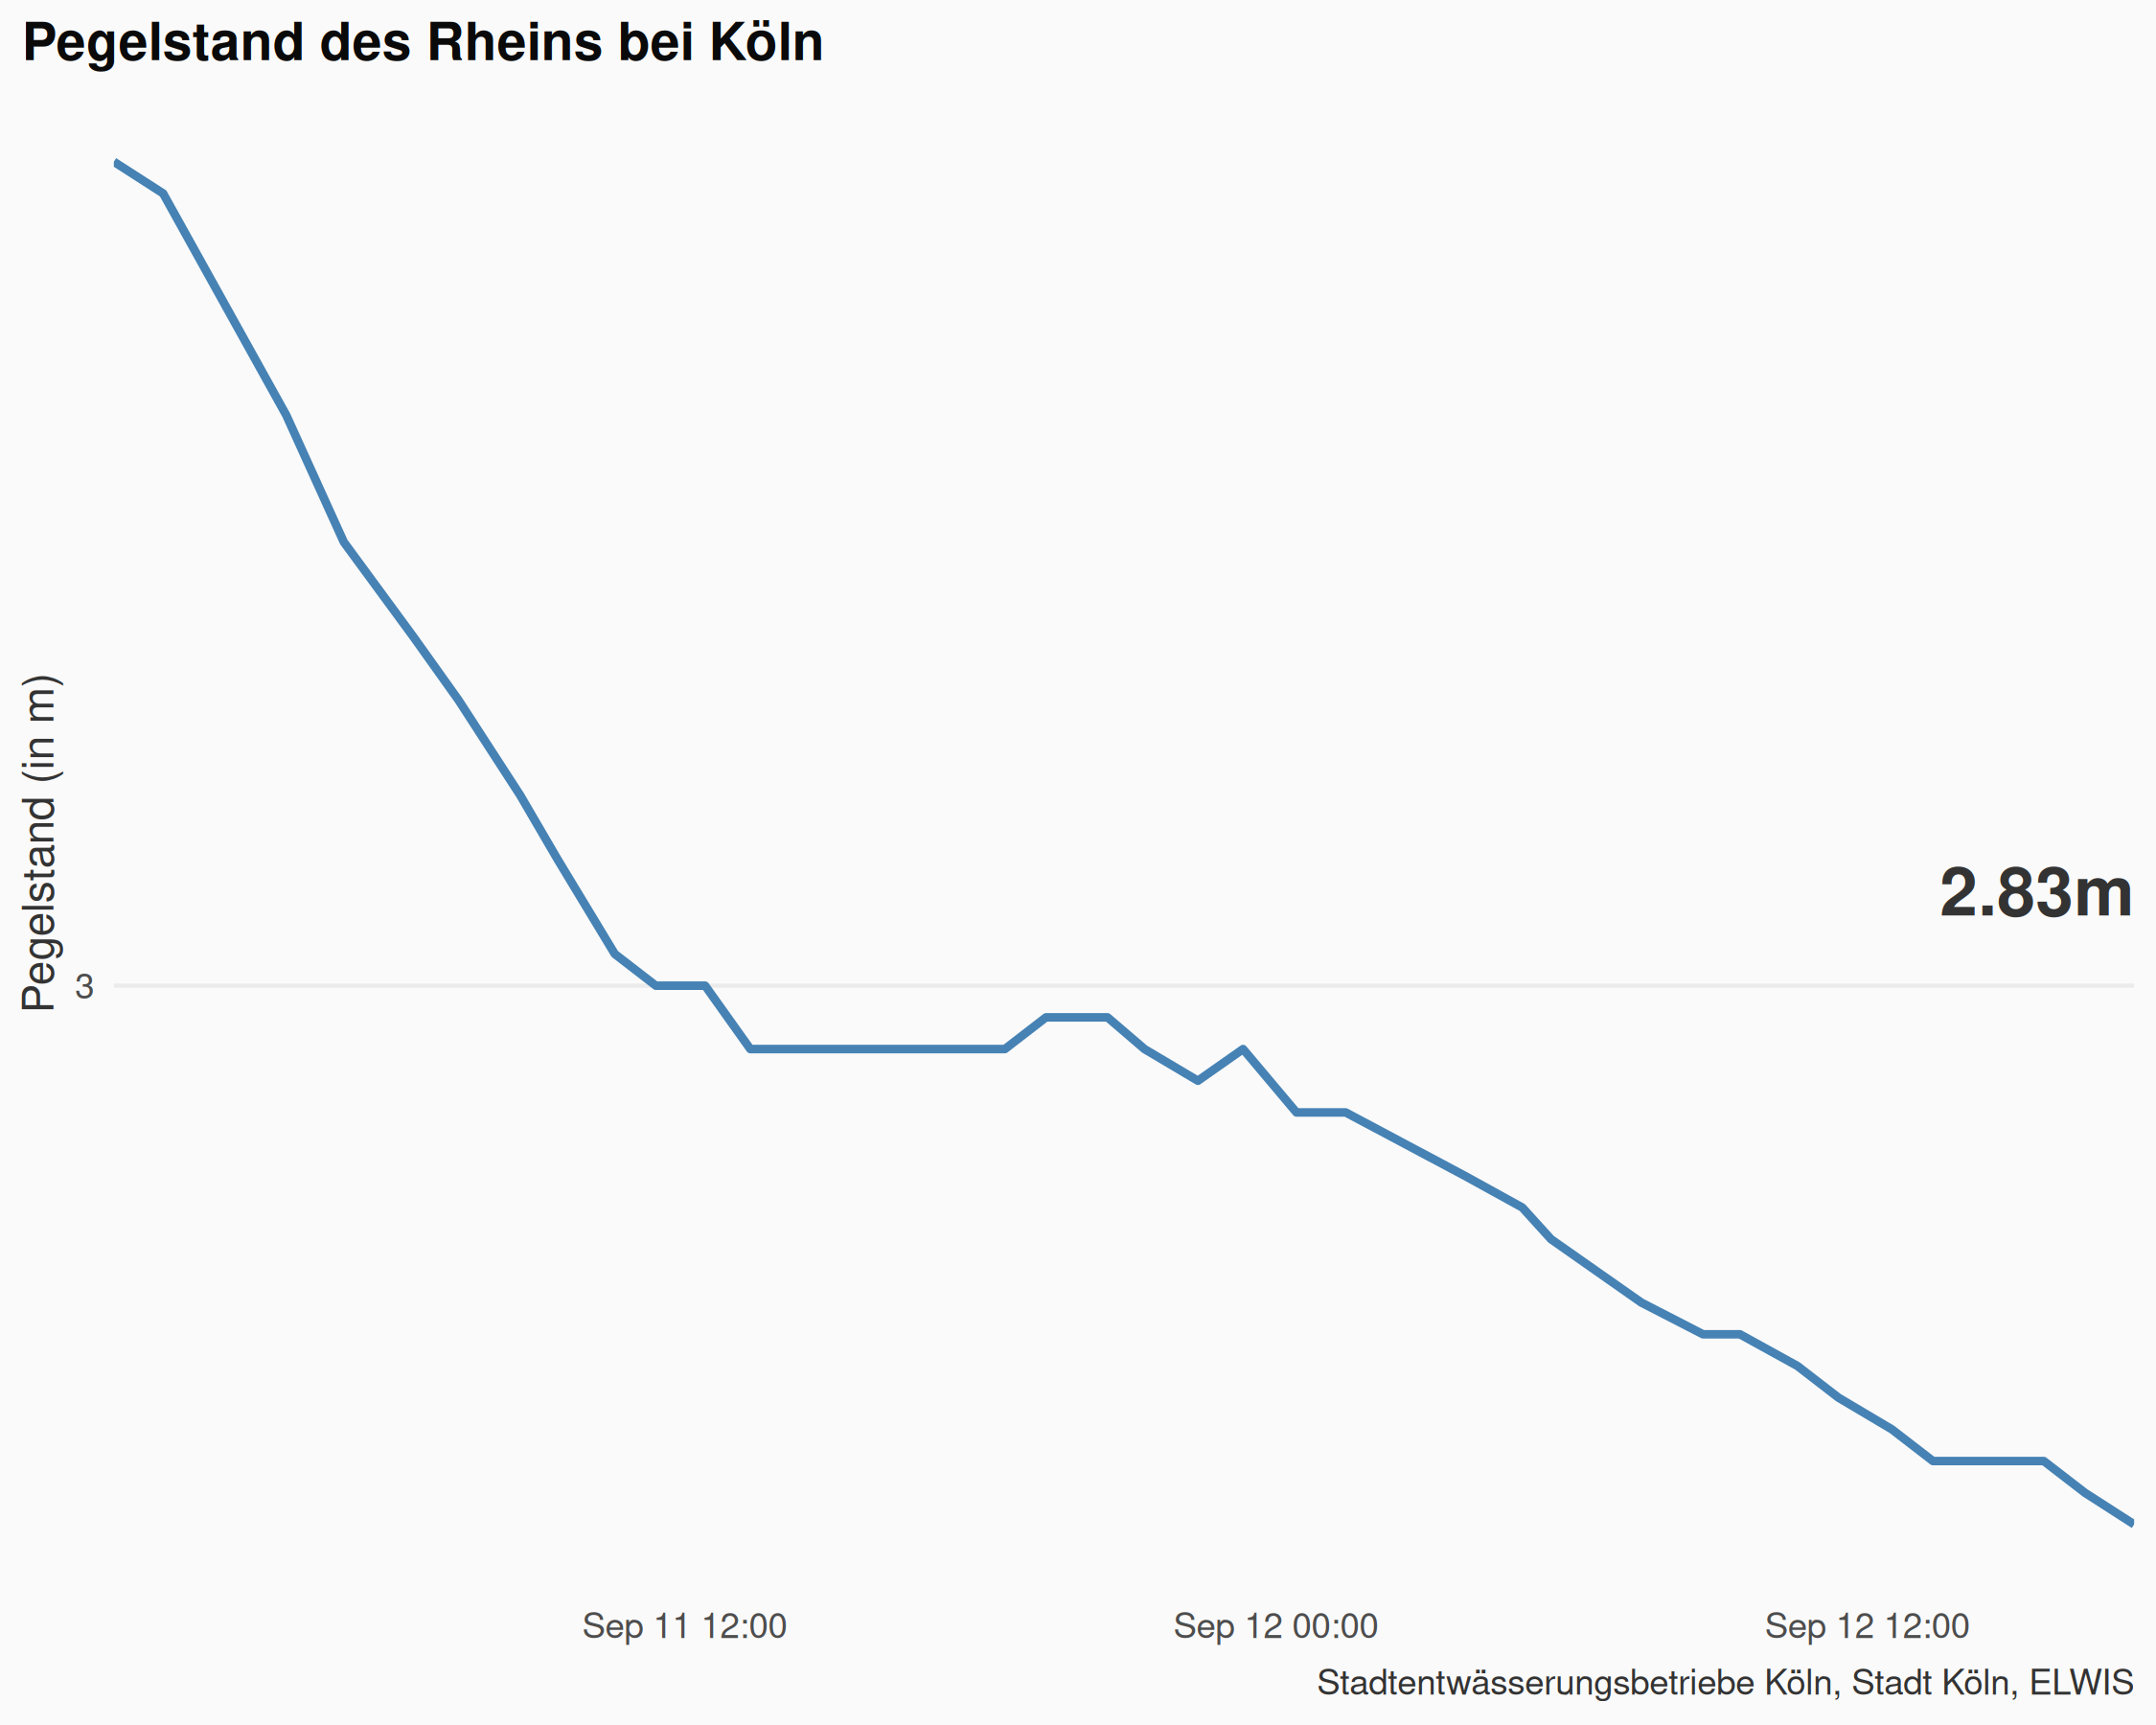 Pegelstand des Rheins bei Köln
Pegelstand (in m)
2.83m
3
Sep 11 12:00
Sep 12 00:00
Sep 12 12:00
Stadtentwässerungsbetriebe Köln, Stadt Köln, ELWIS